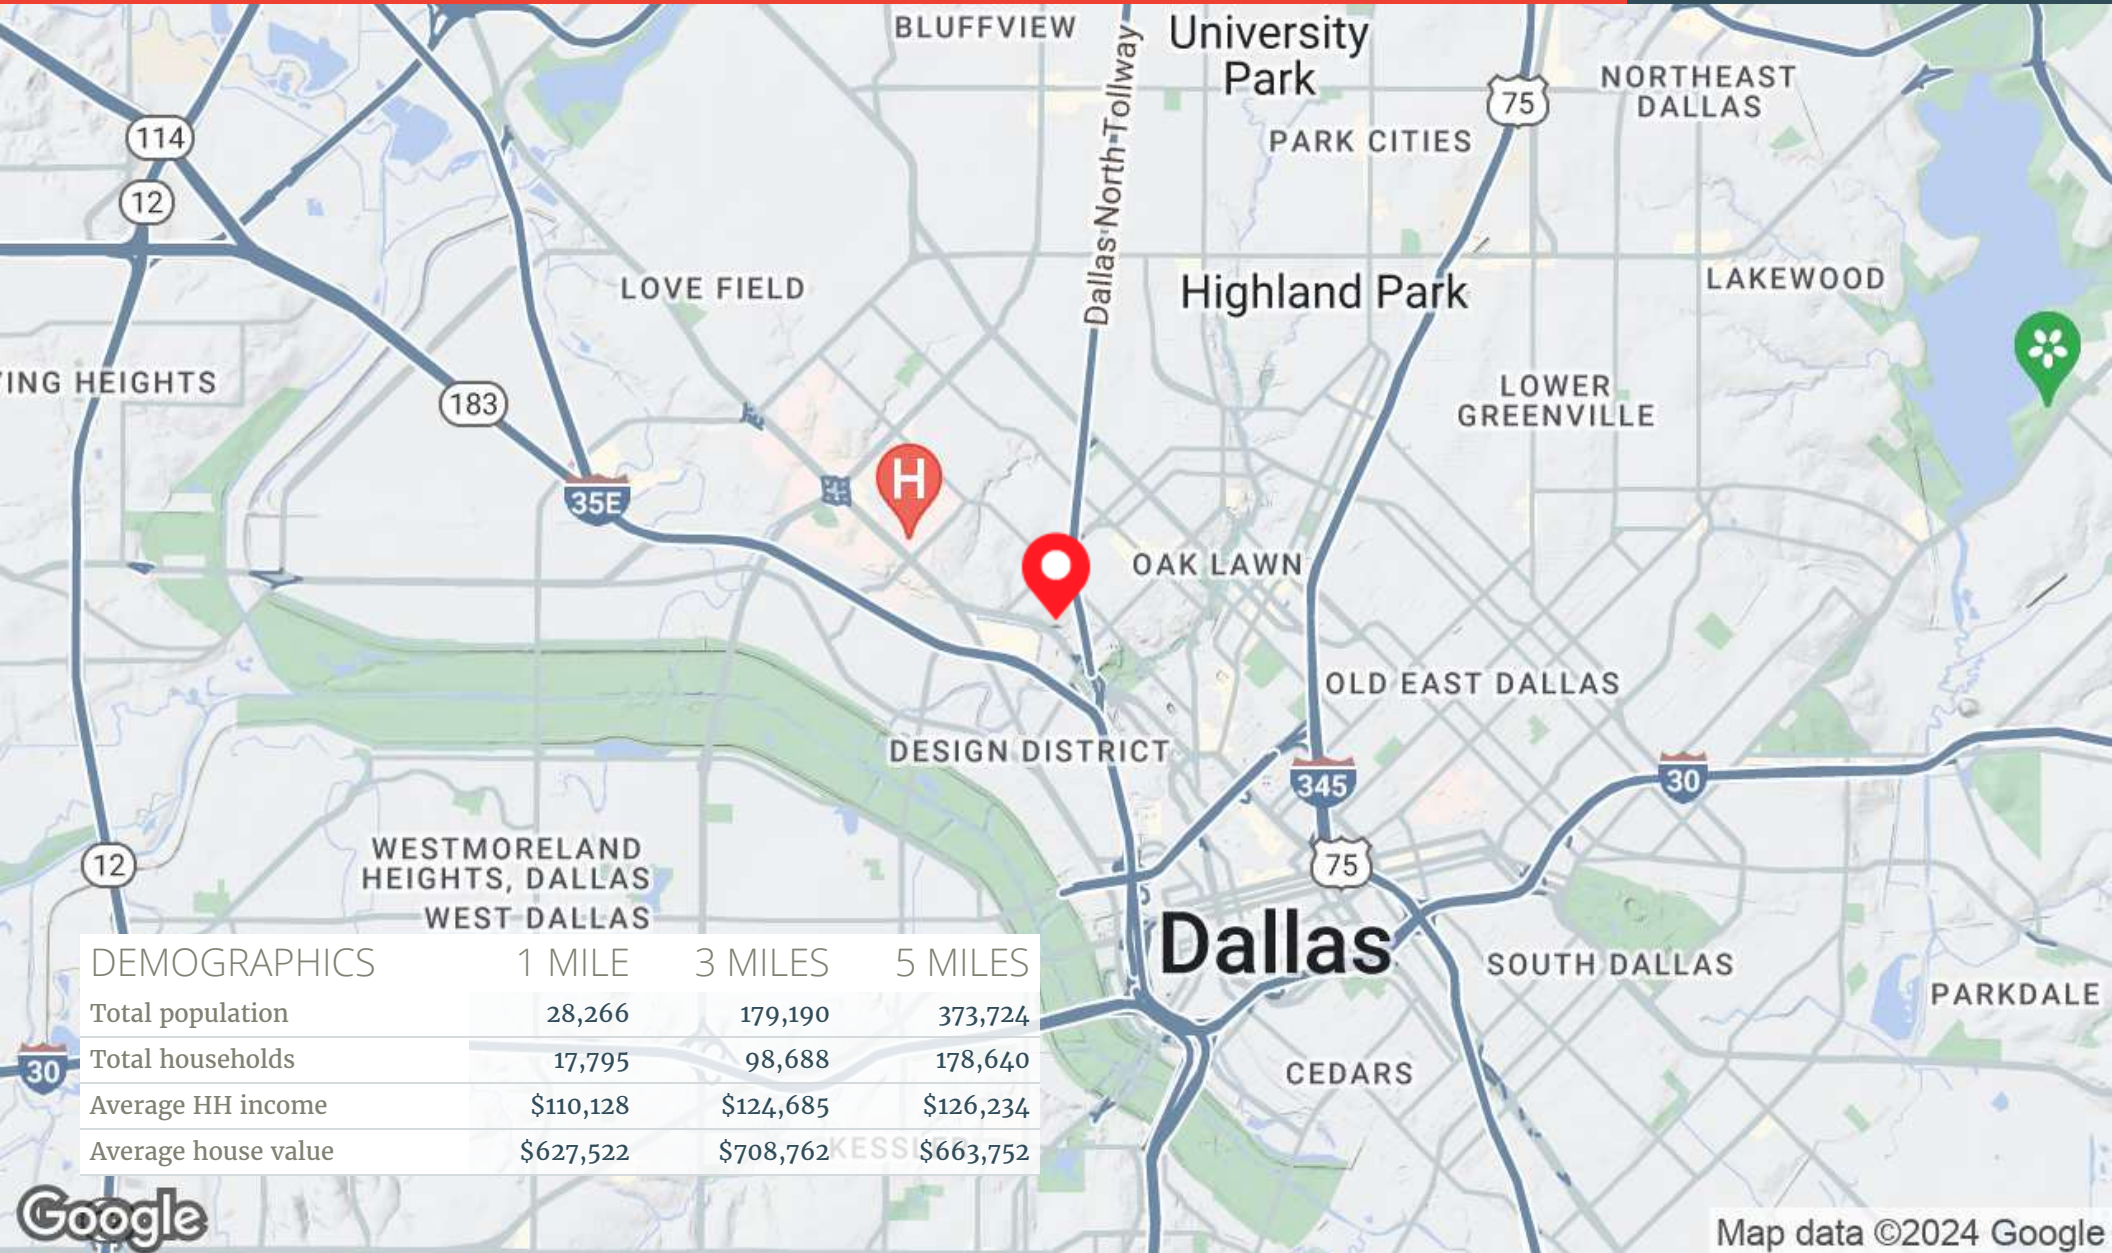 BLUFFVIEW
University
Park
Dallas North Tollway
75
NORTHEAST
DALLAS
114
PARK CITIES
12
LOVE FIELD
Highland Park
LAKEWOOD
ING HEIGHTS
183
LOWER
GREENVILLE
H
35E
OAK LAWN
OLD EAST DALLAS
DESIGN DISTRICT
345
30
12
WESTMORELAND
HEIGHTS, DALLAS
WEST DALLAS
75
Dallas
SOUTH DALLAS
PARKDALE
30
CEDARS
DEMOGRAPHICS 1 MILE 3 MILES 5 MILES
Total population 28,266 179,190 373,724
Total households 17,795 98,688 178,640
Average HH income $110,128 $124,685 $126,234
Average house value $627,522 $708,762 $663,752
KESSLER
Google
Map data ©2024 Google